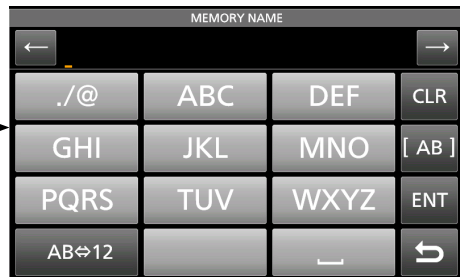 MEMORY NAME
← →
./@ ABC DEF CLR
GHI JKL MNO [ AB ]
PQRS TUV WXYZ ENT
AB⇔12 ⎵